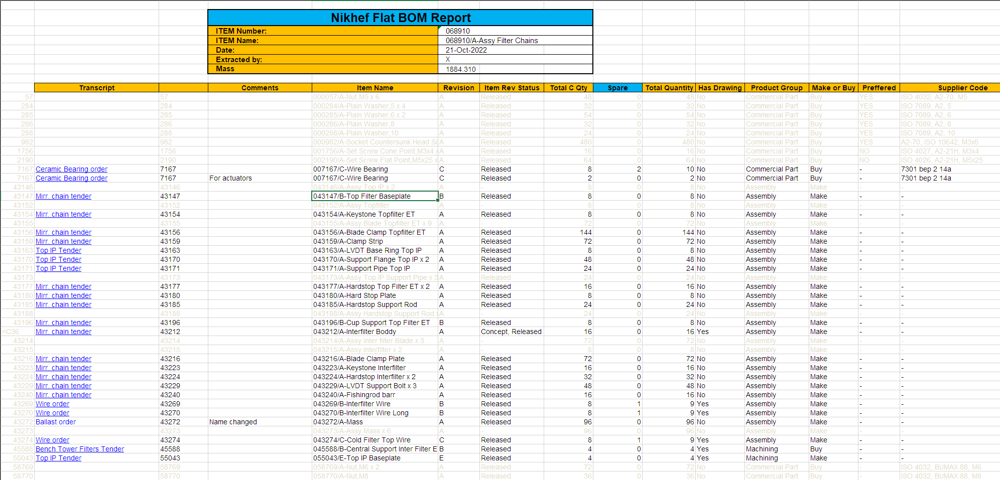 Nikhef Flat BOM Report
ITEM Number: 068910
ITEM Name: 068910/A-Assy Filter Chains
Date: 21-Oct-2022
Extracted by: X
Mass 1884.310
Transcript Comments Item Name Revision Item Rev Status Total C Qty Spare Total Quantity Has Drawing Product Group Make or Buy Preffered Supplier Code
57 57 000057/A-Nut,M5 x 6 A Released 48 0 48 No Commercial Part Buy YES ISO 4032, A2-70, M5
284 284 000284/A-Plain Washer,5 x 4 A Released 32 0 32 No Commercial Part Buy YES ISO 7089, A2, 5
285 285 000285/A-Plain Washer,6 x 2 A Released 54 0 54 No Commercial Part Buy YES ISO 7089, A2, 6
286 286 000286/A-Plain Washer,8 A Released 32 0 32 No Commercial Part Buy YES ISO 7089, A2, 8
288 288 000288/A-Plain Washer,10 A Released 24 0 24 No Commercial Part Buy YES ISO 7089, A2, 10
982 982 000982/A-Socket Countersunk Head Sc A Released 480 0 480 No Commercial Part Buy YES A2-70, ISO 10642, M3x6
1756 1756 001756/A-Set Screw Cone Point,M3x4 x A Released 16 0 16 No Commercial Part Buy NO ISO 4027, A2-21H, M3x4
2190 2190 002190/A-Set Screw Flat Point,M5x25 x A Released 64 0 64 No Commercial Part Buy NO ISO 4026, A2-21H, M5x25
7167 Ceramic Bearing order 7167 007167/C-Wire Bearing C Released 8 2 10 No Commercial Part Buy - 7301 bep 2 14a
7167 Ceramic Bearing order 7167 For actuators 007167/C-Wire Bearing C Released 2 0 2 No Commercial Part Buy - 7301 bep 2 14a
43146 43146 043146/A-Assy Top IP x 2 A - 8 0 8 No Assembly Make - -
43147 Mirr. chain tender 43147 043147/B-Top Filter Baseplate B Released 8 0 8 No Assembly Make - -
43152 43152 043152/A-Assy Topfilter A - 8 0 8 No Assembly Make - -
43154 Mirr. chain tender 43154 043154/A-Keystone Topfilter ET A Released 8 0 8 No Assembly Make - -
43155 43155 043155/A-Assy Blade Topfilter ET x 9 A - 72 0 72 No Assembly Make - -
43156 Mirr. chain tender 43156 043156/A-Blade Clamp Topfilter ET A Released 144 0 144 No Assembly Make - -
43159 Mirr. chain tender 43159 043159/A-Clamp Strip A Released 72 0 72 No Assembly Make - -
43163 Top IP Tender 43163 043163/A-LVDT Base Ring Top IP A Released 8 0 8 No Assembly Make - -
43170 Top IP Tender 43170 043170/A-Support Flange Top IP x 2 A Released 48 0 48 No Assembly Make - -
43171 Top IP Tender 43171 043171/A-Support Pipe Top IP A Released 24 0 24 No Assembly Make - -
43173 43173 043173/A-Assy Top IP Support Pipe x 3 A Released 24 0 24 No Assembly Make - -
43177 Mirr. chain tender 43177 043177/A-Hardstop Top Filter ET x 2 A Released 16 0 16 No Assembly Make - -
43180 Mirr. chain tender 43180 043180/A-Hard Stop Plate A Released 8 0 8 No Assembly Make - -
43185 Mirr. chain tender 43185 043185/A-Hardstop Support Rod A Released 24 0 24 No Assembly Make - -
43188 43188 043188/A-Assy Hardstop Support Rod x A - 24 0 24 No Assembly Make - -
43196 Mirr. chain tender 43196 043196/B-Cup Support Top Filter ET B Released 8 0 8 No Assembly Make - -
=C36 Mirr. chain tender 43212 043212/A-Interfilter Boddy A Concept, Released 16 0 16 Yes Assembly Make - -
43214 43214 043214/A-Assy Inter filter Blade x 3 A - 72 0 72 No Assembly Make - -
43215 43215 043215/A-Assy Interfilter x 2 A - 8 0 8 No Assembly Make - -
43216 Mirr. chain tender 43216 043216/A-Blade Clamp Plate A Released 72 0 72 No Assembly Make - -
43223 Mirr. chain tender 43223 043223/A-Keystone Interfilter A Released 16 0 16 No Assembly Make - -
43224 Mirr. chain tender 43224 043224/A-Hardstop Interfilter x 2 A Released 32 0 32 No Assembly Make - -
43229 Mirr. chain tender 43229 043229/A-LVDT Support Bolt x 3 A Released 48 0 48 No Assembly Make - -
43240 Mirr. chain tender 43240 043240/A-Fishingrod barr A Released 16 0 16 No Assembly Make - -
43269 Wire order 43269 043269/B-Interfilter Wire B Released 8 1 9 Yes Assembly Make - -
43270 Wire order 43270 043270/B-Interfilter Wire Long B Released 8 1 9 Yes Assembly Make - -
43272 Ballast order 43272 Name changed 043272/A-Mass A Released 96 0 96 No Assembly Make - -
43273 43273 043273/A-Assy Mass x 6 A - 96 0 96 No Assembly Make - -
43274 Wire order 43274 043274/C-Cold Filter Top Wire C Released 8 1 9 Yes Assembly Make - -
45588 Bench Tower Filters Tender 45588 045588/B-Central Support Inter Filter E B Released 4 0 4 Yes Machining Buy - -
55043 Top IP Tender 55043 055043/E-Top IP Baseplate E Released 4 0 4 Yes Machining Make - -
58769 58769 058769/A-Nut,M6 x 2 A Released 72 0 72 No Commercial Part Buy - ISO 4032, BUMAX 88, M6
58770 58770 058770/A-Nut,M8 A Released 36 0 36 No Commercial Part Buy - ISO 4032, BUMAX 88, M8